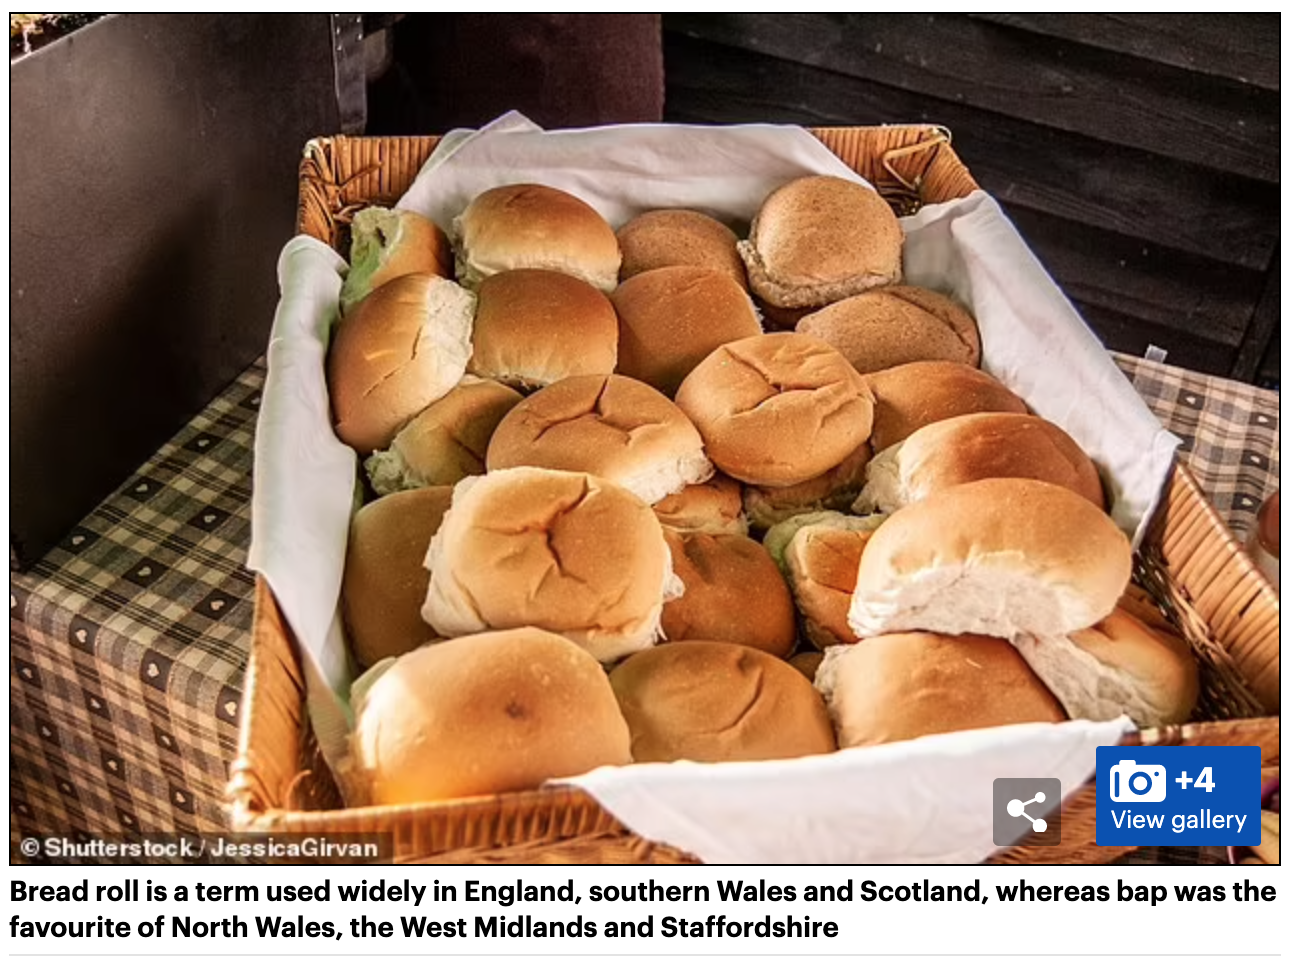 +4
View gallery
© Shutterstock / JessicaGirvan
Bread roll is a term used widely in England, southern Wales and Scotland, whereas bap was the
favourite of North Wales, the West Midlands and Staffordshire